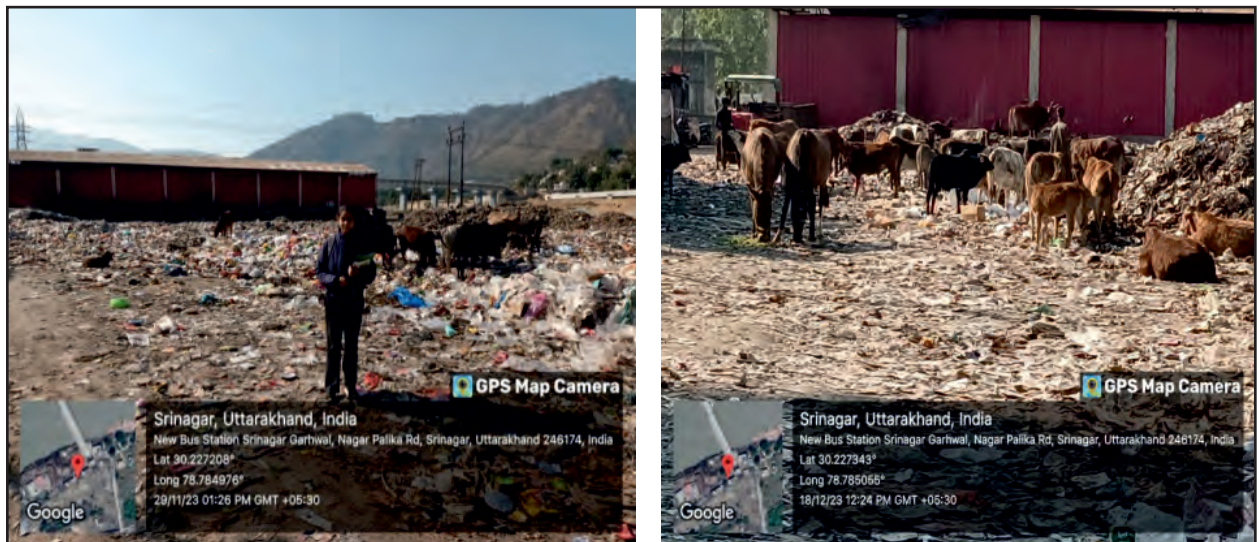 GPS Map Camera
Srinagar, Uttarakhand, India
New Bus Station Srinagar Garhwal, Nagar Palika Rd, Srinagar, Uttarakhand 246174, India
Lat 30.227208°
Long 78.784976°
29/11/23 01:26 PM GMT +05:30
Google
GPS Map Camera
Srinagar, Uttarakhand, India
New Bus Station Srinagar Garhwal, Nagar Palika Rd, Srinagar, Uttarakhand 246174, India
Lat 30.227343°
Long 78.785055°
18/12/23 12:24 PM GMT +05:30
Google